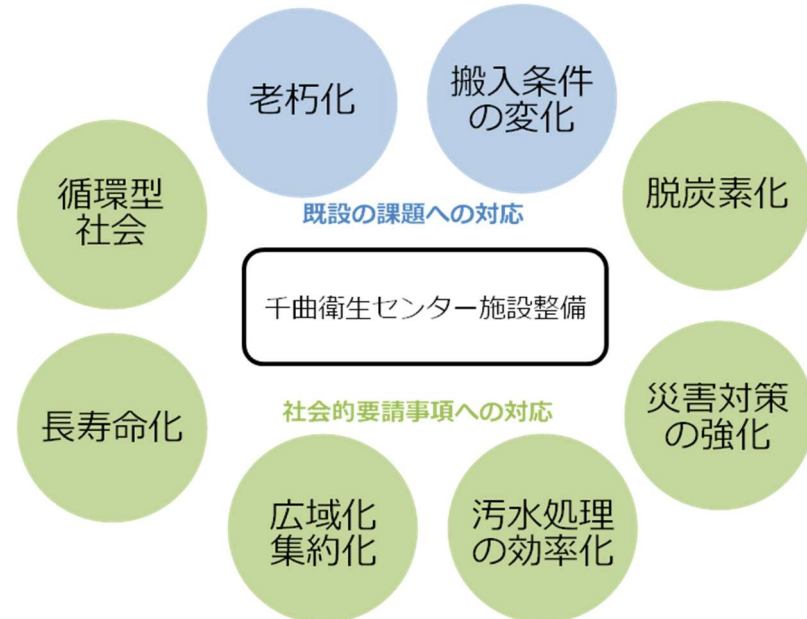 老朽化
搬入条件
の変化
循環型
社会
脱炭素化
既設の課題への対応
千曲衛生センター施設整備
長寿命化
社会的要請事項への対応
災害対策
の強化
広域化
集約化
汚水処理
の効率化